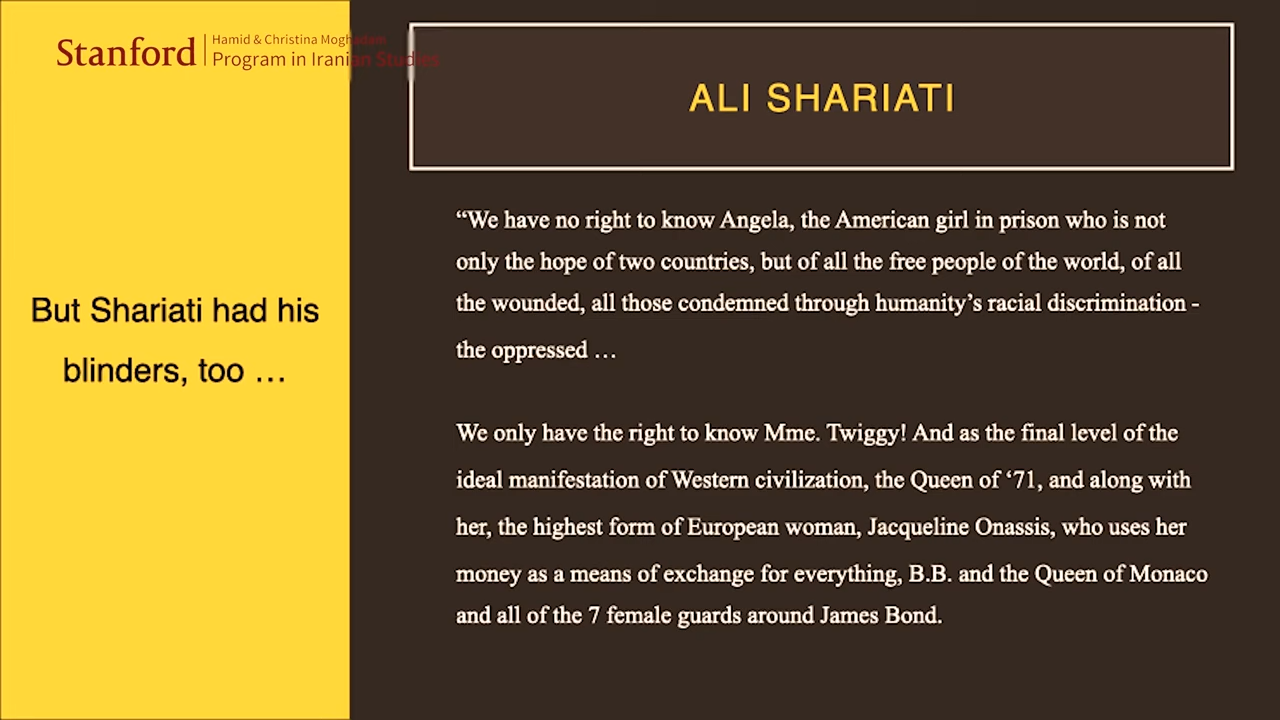 Stanford
Hamid & Christina Moghadam
Program in Iranian Studies
ALI SHARIATI
But Shariati had his
blinders, too …
“We have no right to know Angela, the American girl in prison who is not
only the hope of two countries, but of all the free people of the world, of all
the wounded, all those condemned through humanity’s racial discrimination -
the oppressed …
We only have the right to know Mme. Twiggy! And as the final level of the
ideal manifestation of Western civilization, the Queen of ‘71, and along with
her, the highest form of European woman, Jacqueline Onassis, who uses her
money as a means of exchange for everything, B.B. and the Queen of Monaco
and all of the 7 female guards around James Bond.